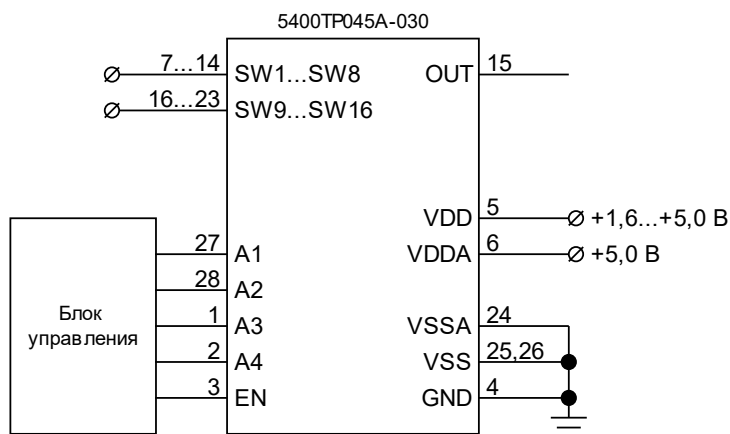 5400ТР045А-030
7...14 SW1...SW8 OUT 15
16...23 SW9...SW16
VDD 5 +1,6...+5,0 В
27 A1 VDDA 6 +5,0 В
28 A2
Блок
управления
1 A3 VSSA 24
2 A4 VSS 25,26
3 EN GND 4